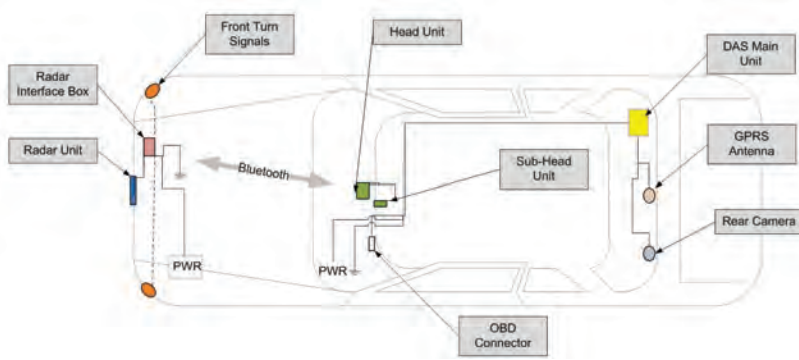 Front Turn
Signals
Head Unit
DAS Main
Unit
Radar
Interface Box
Radar Unit
Bluetooth
Sub-Head
Unit
GPRS
Antenna
Rear Camera
PWR
PWR
OBD
Connector